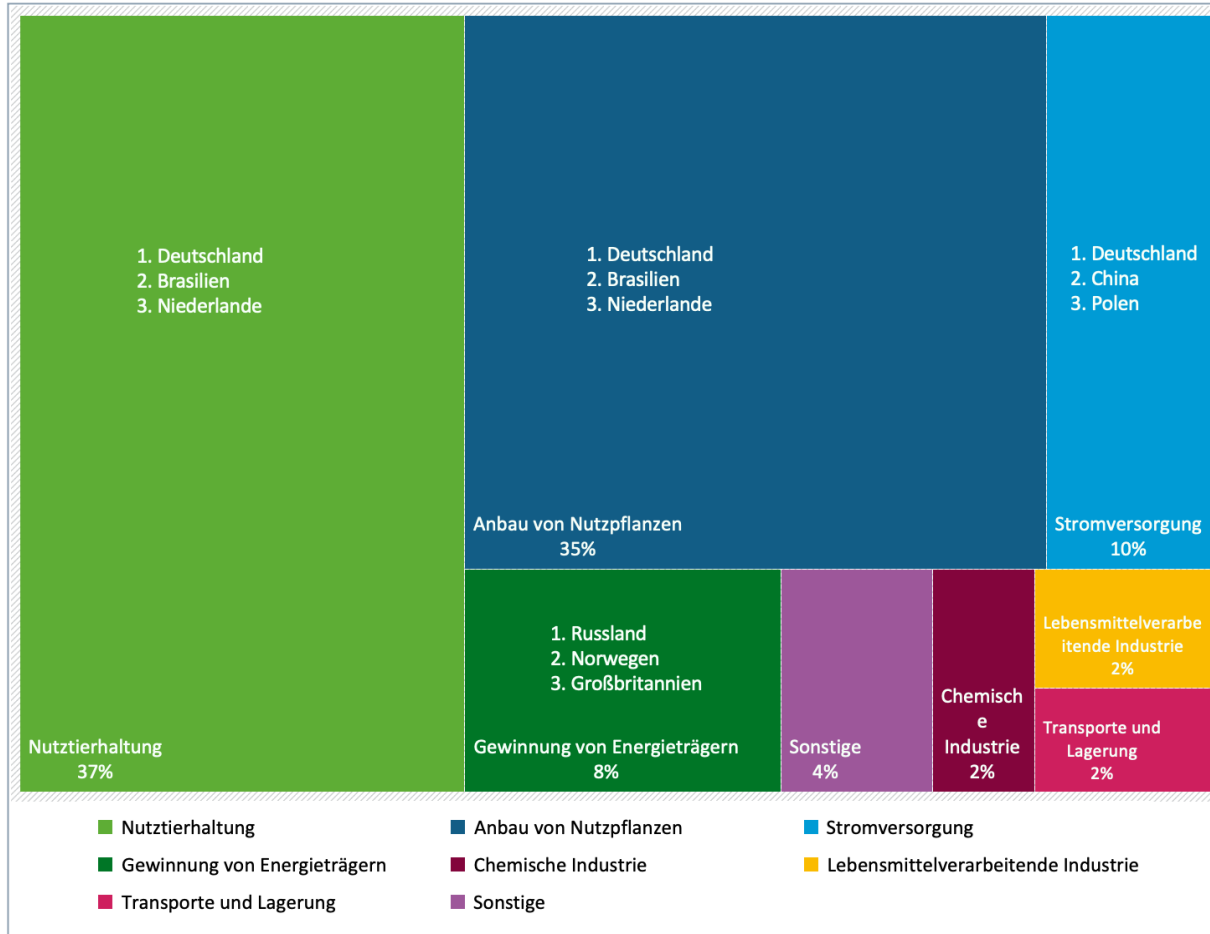 1. Deutschland
2. Brasilien
3. Niederlande
Nutztierhaltung
37%
1. Deutschland
2. Brasilien
3. Niederlande
Anbau von Nutzpflanzen
35%
1. Deutschland
2. China
3. Polen
Stromversorgung
10%
1. Russland
2. Norwegen
3. Großbritannien
Gewinnung von Energieträgern
8%
Sonstige
4%
Chemisch
e
Industrie
2%
Lebensmittelverarbe
itende Industrie
2%
Transporte und
Lagerung
2%
Nutztierhaltung
Anbau von Nutzpflanzen
Stromversorgung
Gewinnung von Energieträgern
Chemische Industrie
Lebensmittelverarbeitende Industrie
Transporte und Lagerung
Sonstige